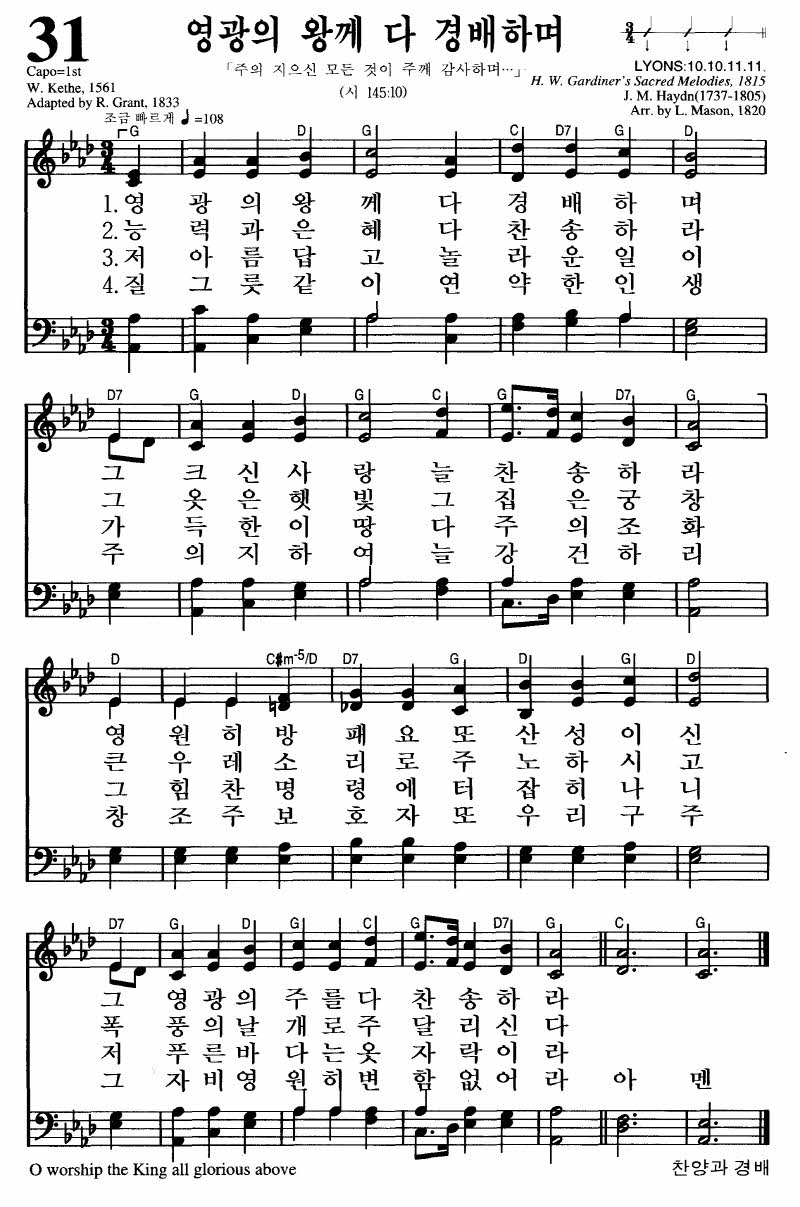 31
영광의 왕께 다 경배하며
「주의 지으신 모든 것이 주께 감사하며…」
(시 145:10)
Capo=1st
W. Kethe, 1561
Adapted by R. Grant, 1833
LYONS:10.10.11.11.
H. W. Gardiner's Sacred Melodies, 1815
J. M. Haydn(1737-1805)
Arr. by L. Mason, 1820
조금 빠르게 ♩=108
G D G C D7 G D
1.영 광 의 왕 께 다 경 배 하 며
2.능 력 과 은 혜 다 찬 송 하 라
3.저 아 름 답 고 놀 라 운 일 이
4.질 그 릇 같 이 연 약 한 인 생
D7 G D G C G D7 G
그 크 신 사 랑 늘 찬 송 하 라
그 옷 은 햇 빛 그 집 은 궁 창
가 득 한 이 땅 다 주 의 조 화
주 의 지 하 여 늘 강 건 하 리
D C#m-5/D D7 G D G D
영 원 히 방 패 요 또 산 성 이 신
큰 우 레 소 리 로 주 노 하 시 고
그 힘 찬 명 령 에 터 잡 히 나 니
창 조 주 보 호 자 또 우 리 구 주
D7 G D G C G D7 G C G
그 영 광 의 주 를 다 찬 송 하 라
폭 풍 의 날 개 로 주 달 리 신 다
저 푸 른 바 다 는 옷 자 락 이 라
그 자 비 영 원 히 변 함 없 어 라 아 멘
O worship the King all glorious above
찬양과 경배